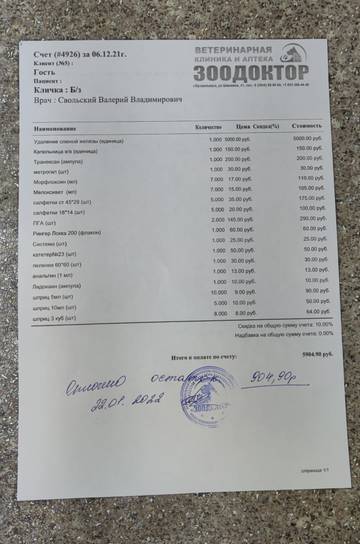 ВЕТЕРИНАРНАЯ
КЛИНИКА и АПТЕКА
ЗООДОКТОР
Счет (#4926) за 06.12.21г.
Клиент (№5) :
Гость
Пациент :
Кличка : Б/з
Врач : Свольский Валерий Владимирович
Наименование Количество Цена Скидка(%) Стоимость
Удаление слюной железы (единица) 1.000 5000.00 руб. 5000.00 руб.
Капельница в/в (единица) 1.000 150.00 руб. 150.00 руб.
Транексам (ампула) 1.000 200.00 руб. 200.00 руб.
метрогил (шт) 1.000 30.00 руб. 30.00 руб.
Морфлоксин (мл) 7.000 17.00 руб. 119.00 руб.
Мелоксивет (мл) 7.000 15.00 руб. 105.00 руб.
салфетки от 45*29 (шт) 5.000 35.00 руб. 175.00 руб.
салфетки 16*14 (шт) 5.000 20.00 руб. 100.00 руб.
ПГА (шт) 2.000 145.00 руб. 290.00 руб.
Рингер Локка 200 (флакон) 1.000 60.00 руб. 60.00 руб.
Система (шт) 1.000 25.00 руб. 25.00 руб.
катетер№23 (шт) 1.000 50.00 руб. 50.00 руб.
пеленки 60*60 (шт) 1.000 30.00 руб. 30.00 руб.
анальгин (1 мл) 1.000 13.00 руб. 13.00 руб.
Лидокаин (ампула) 1.000 10.00 руб. 10.00 руб.
шприц 5мл (шт) 10.000 9.00 руб. 90.00 руб.
шприц 10мл (шт) 5.000 10.00 руб. 50.00 руб.
шприц 3 куб (шт) 8.000 8.00 руб. 64.00 руб.
Скидка на общую сумму счета: 10.00%
Надбавка на общую сумму счета: 0.00%
Итого к оплате по счету: 5904.90 руб.
Оплачено остаток 904,90р
22.01.2022
ЗООДОКТОР
страница 1/1